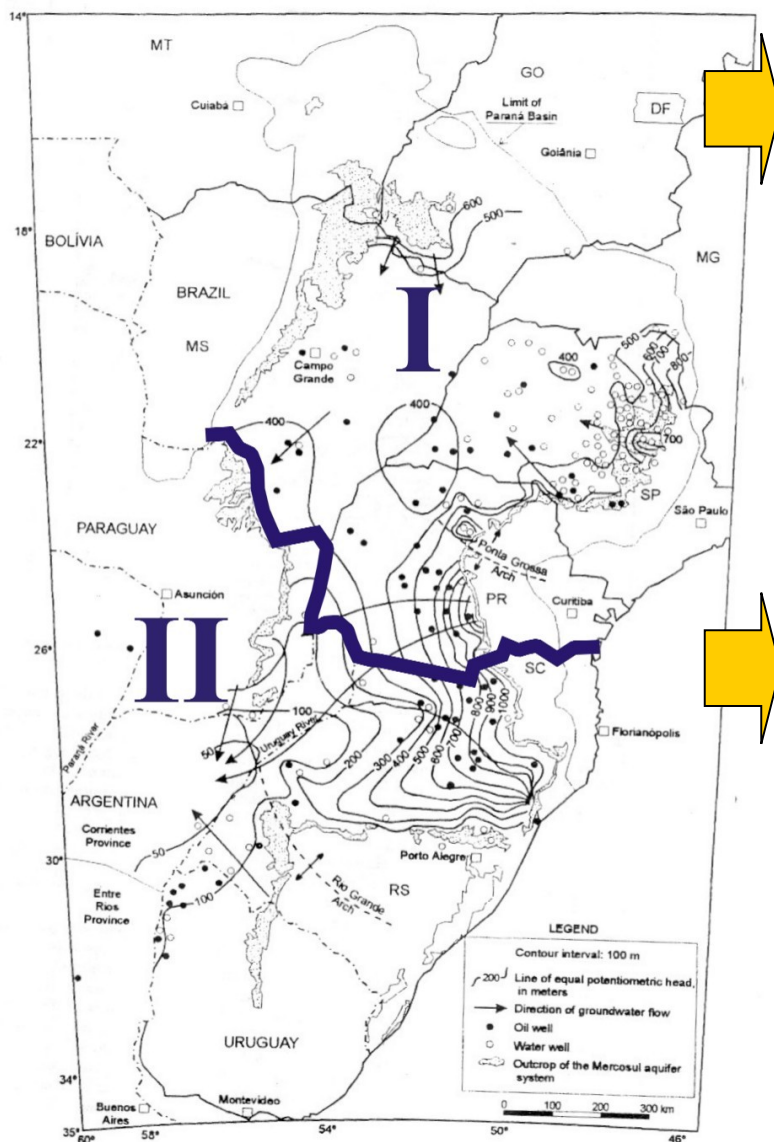 14°
MT
GO
Cuiabá
Limit of
Paraná Basin
DF
Goiânia
600
500
18°
BOLÍVIA
MG
BRAZIL
I
MS
Campo
Grande
400
500
600
700
800
400
400
700
22°
SP
São Paulo
PARAGUAY
Ponta Grossa
Arch
PR
Asunción
Curitiba
II
26°
SC
100
Uruguay River
50
Paraná River
200
300
400
500
600
700
800
900
1000
Florianópolis
ARGENTINA
Corrientes
Province
50
30°
Porto Alegre
100
Entre
Rios
Province
Rio Grande
Arch
RS
LEGEND
Contour interval: 100 m
200 Line of equal potentiometric head,
in meters
Direction of groundwater flow
Oil well
Water well
Outcrop of the Mercosul aquifer
system
0 100 200 300 km
URUGUAY
34°
Buenos
Aires
Montevideo
35°
60°
58°
54°
50°
46°